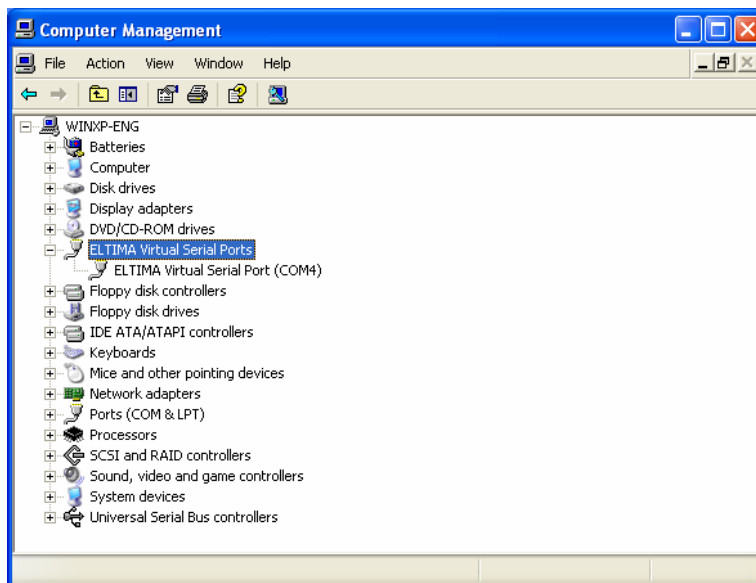 Computer Management
File Action View Window Help
WINXP-ENG
Batteries
Computer
Disk drives
Display adapters
DVD/CD-ROM drives
ELTIMA Virtual Serial Ports
ELTIMA Virtual Serial Port (COM4)
Floppy disk controllers
Floppy disk drives
IDE ATA/ATAPI controllers
Keyboards
Mice and other pointing devices
Network adapters
Ports (COM & LPT)
Processors
SCSI and RAID controllers
Sound, video and game controllers
System devices
Universal Serial Bus controllers